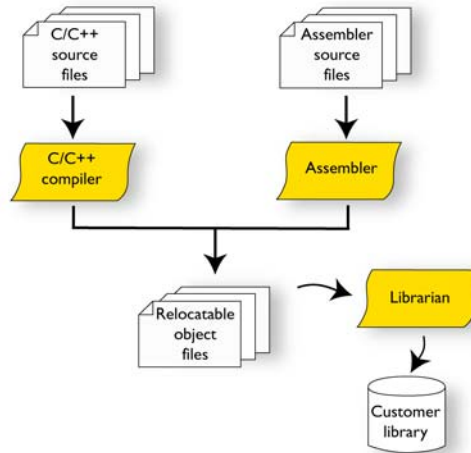 C/C++
source
files
Assembler
source
files
C/C++
compiler
Assembler
Relocatable
object
files
Librarian
Customer
library